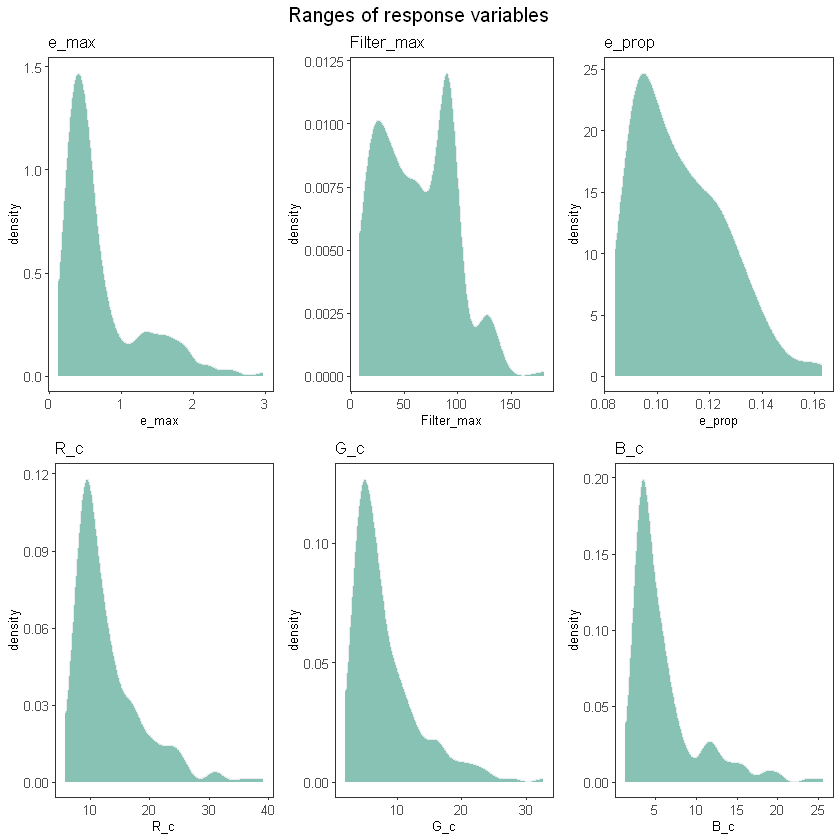 Ranges of response variables
e_max
1.5
1.0
0.5
0.0
density
0
1
2
3
e_max
Filter_max
0.0125
0.0100
0.0075
0.0050
0.0025
0.0000
density
0
50
100
150
Filter_max
e_prop
25
20
15
10
5
0
density
0.08
0.10
0.12
0.14
0.16
e_prop
R_c
0.12
0.09
0.06
0.03
0.00
density
10
20
30
40
R_c
G_c
0.10
0.05
0.00
density
10
20
30
G_c
B_c
0.20
0.15
0.10
0.05
0.00
density
5
10
15
20
25
B_c